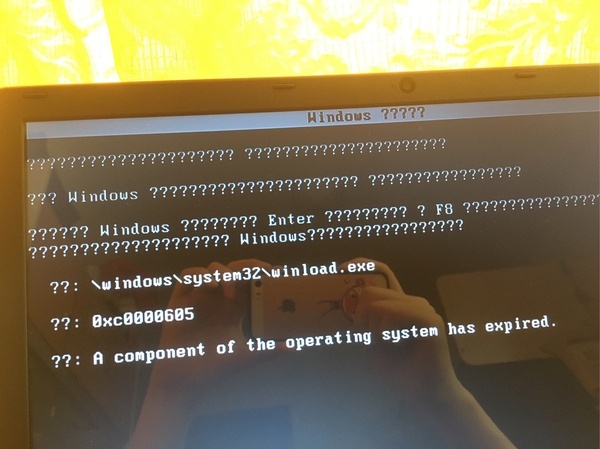 Windows ?????
????????????????????? ????????????????????
??? Windows ????????????????????? ????????????????
?????? Windows ???????? Enter ????????? ? F8 ??????????????
???????????????????? Windows????????????????
??: \windows\system32\winload.exe
??: 0xc0000605
??: A component of the operating system has expired.